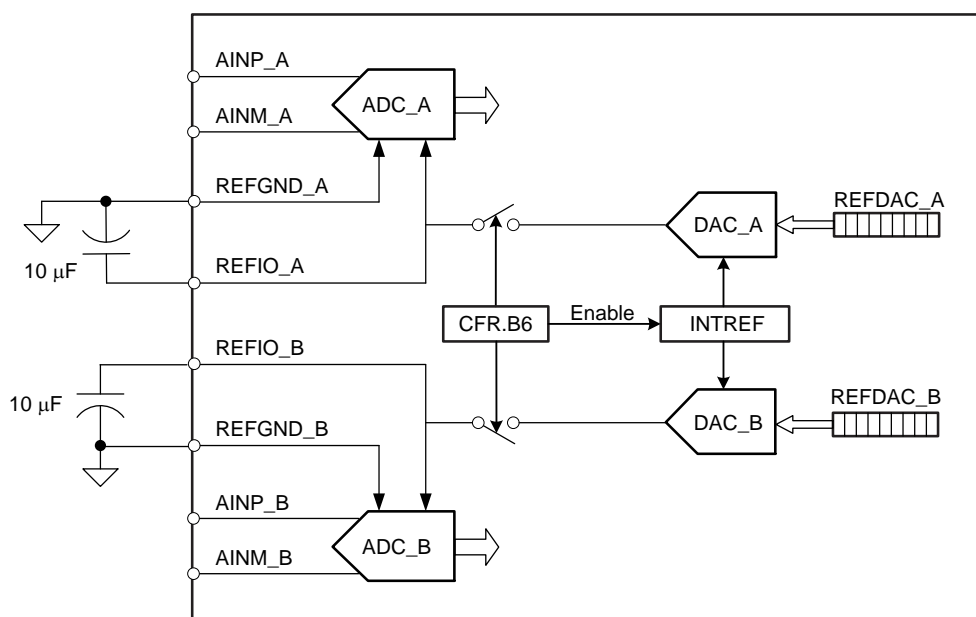 AINP_A
ADC_A
AINM_A
REFGND_A
REFDAC_A
DAC_A
10 μF
REFIO_A
CFR.B6
Enable
INTREF
REFIO_B
10 μF
REFDAC_B
DAC_B
REFGND_B
AINP_B
ADC_B
AINM_B